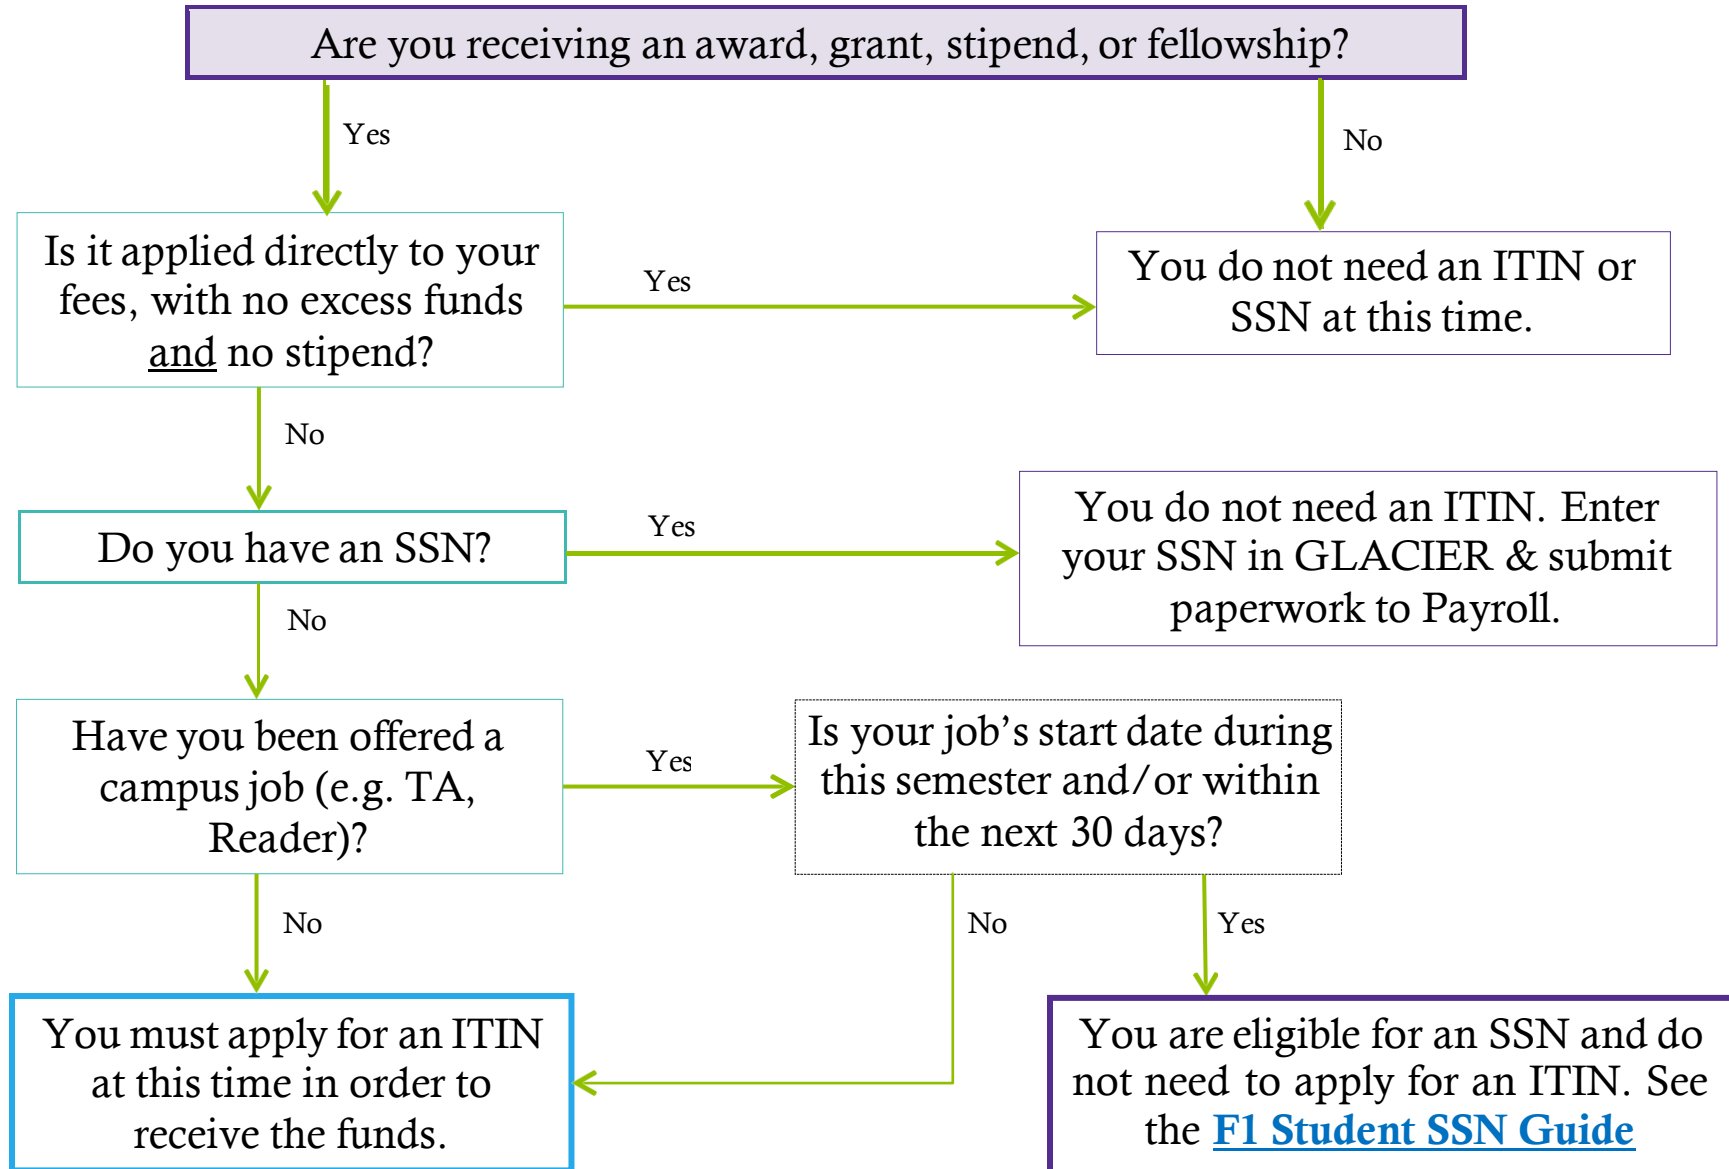 Are you receiving an award, grant, stipend, or fellowship?
Yes
No
Is it applied directly to your
fees, with no excess funds
and no stipend?
Yes
You do not need an ITIN or
SSN at this time.
No
Do you have an SSN?
Yes
You do not need an ITIN. Enter
your SSN in GLACIER & submit
paperwork to Payroll.
No
Have you been offered a
campus job (e.g. TA,
Reader)?
Yes
Is your job’s start date during
this semester and/or within
the next 30 days?
No
No
Yes
You must apply for an ITIN
at this time in order to
receive the funds.
You are eligible for an SSN and do
not need to apply for an ITIN. See
the F1 Student SSN Guide